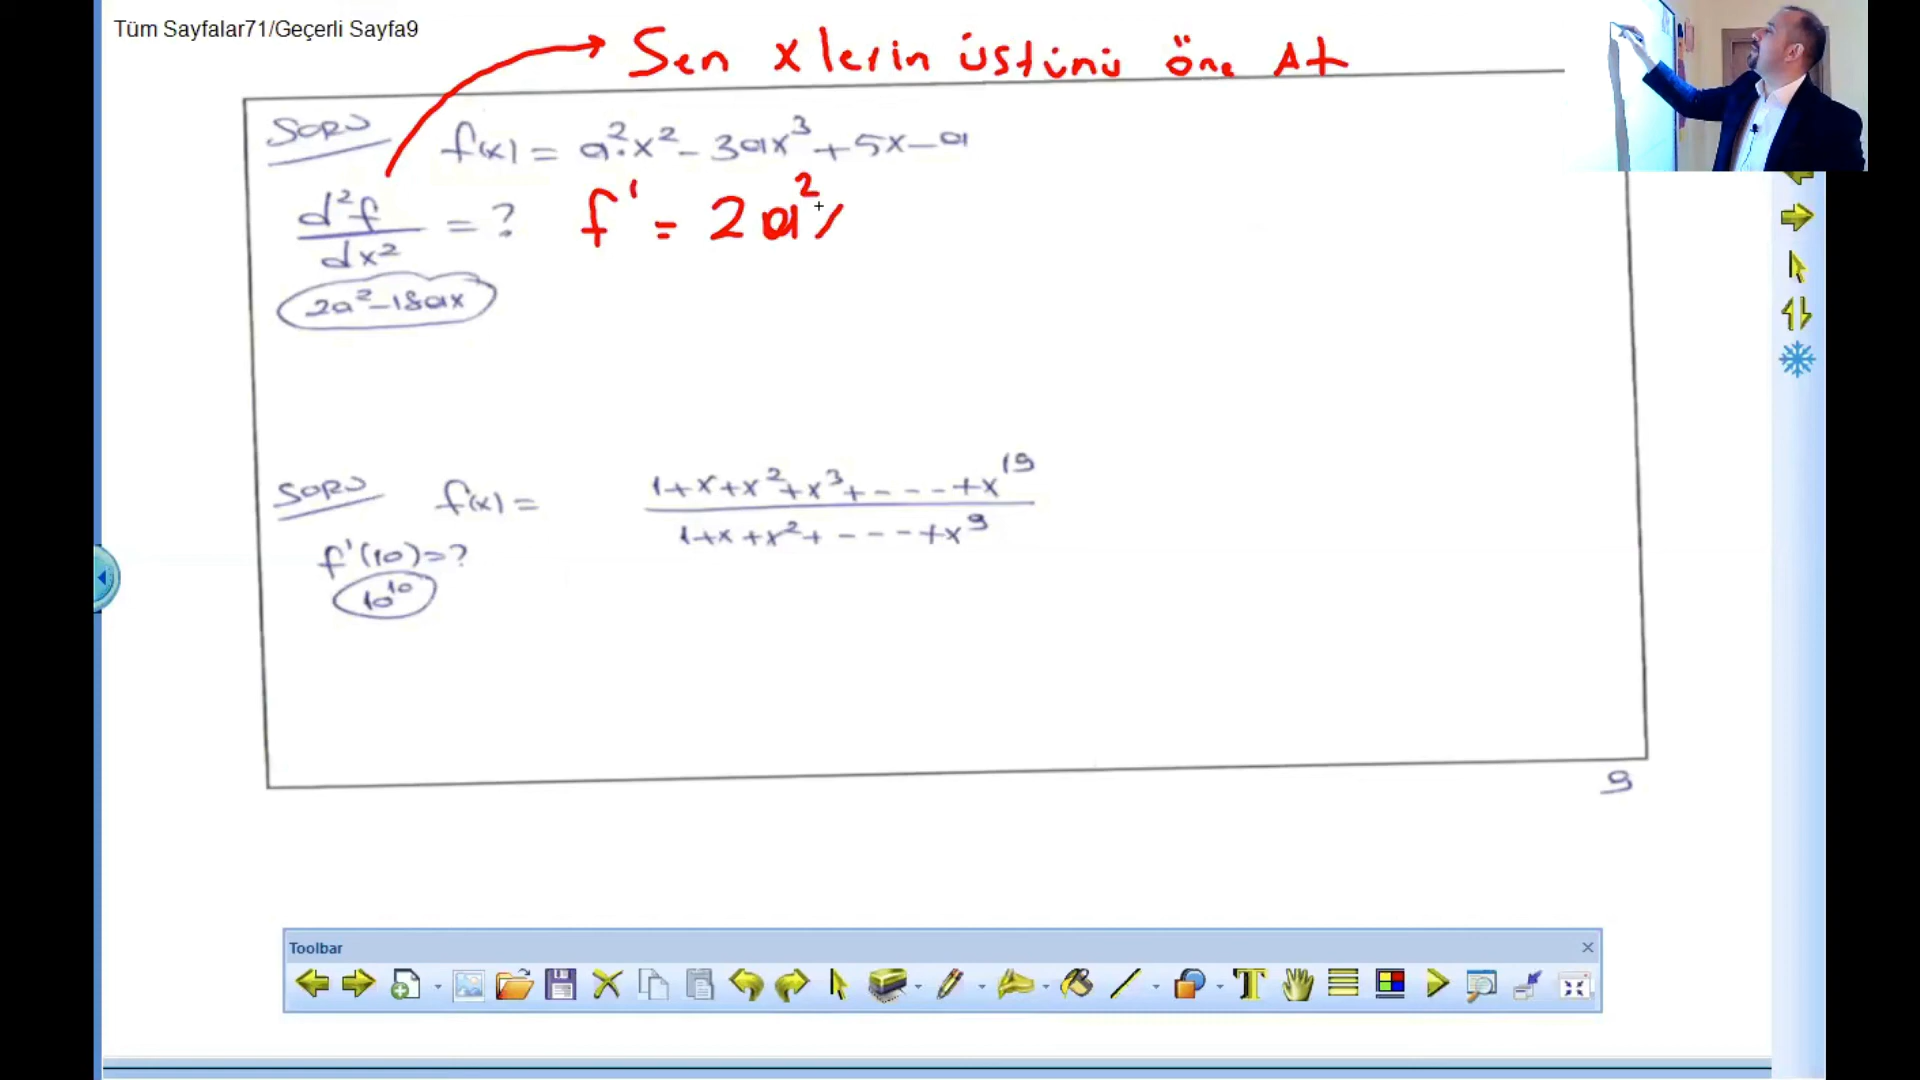 Tüm Sayfalar71/Geçerli Sayfa9
Sen xlerin üstünü öne At
SORU f(x) = a².x² - 3ax³ + 5x - a
d²f/dx² = ?
f' = 2a²
2a² - 18ax
SORU f(x) = (1+x+x²+x³+----+x¹⁹)/(1+x+x²+----+x⁹)
f'(10)=?
10¹⁰
9
Toolbar